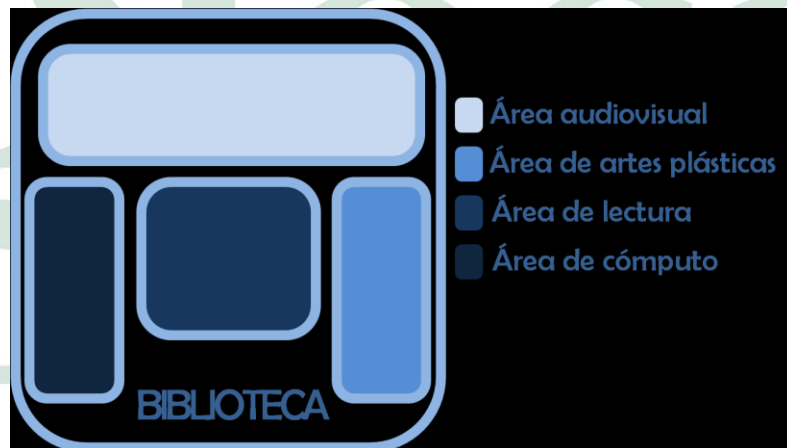 Área audiovisual
Área de artes plásticas
Área de lectura
Área de cómputo
BIBLIOTECA